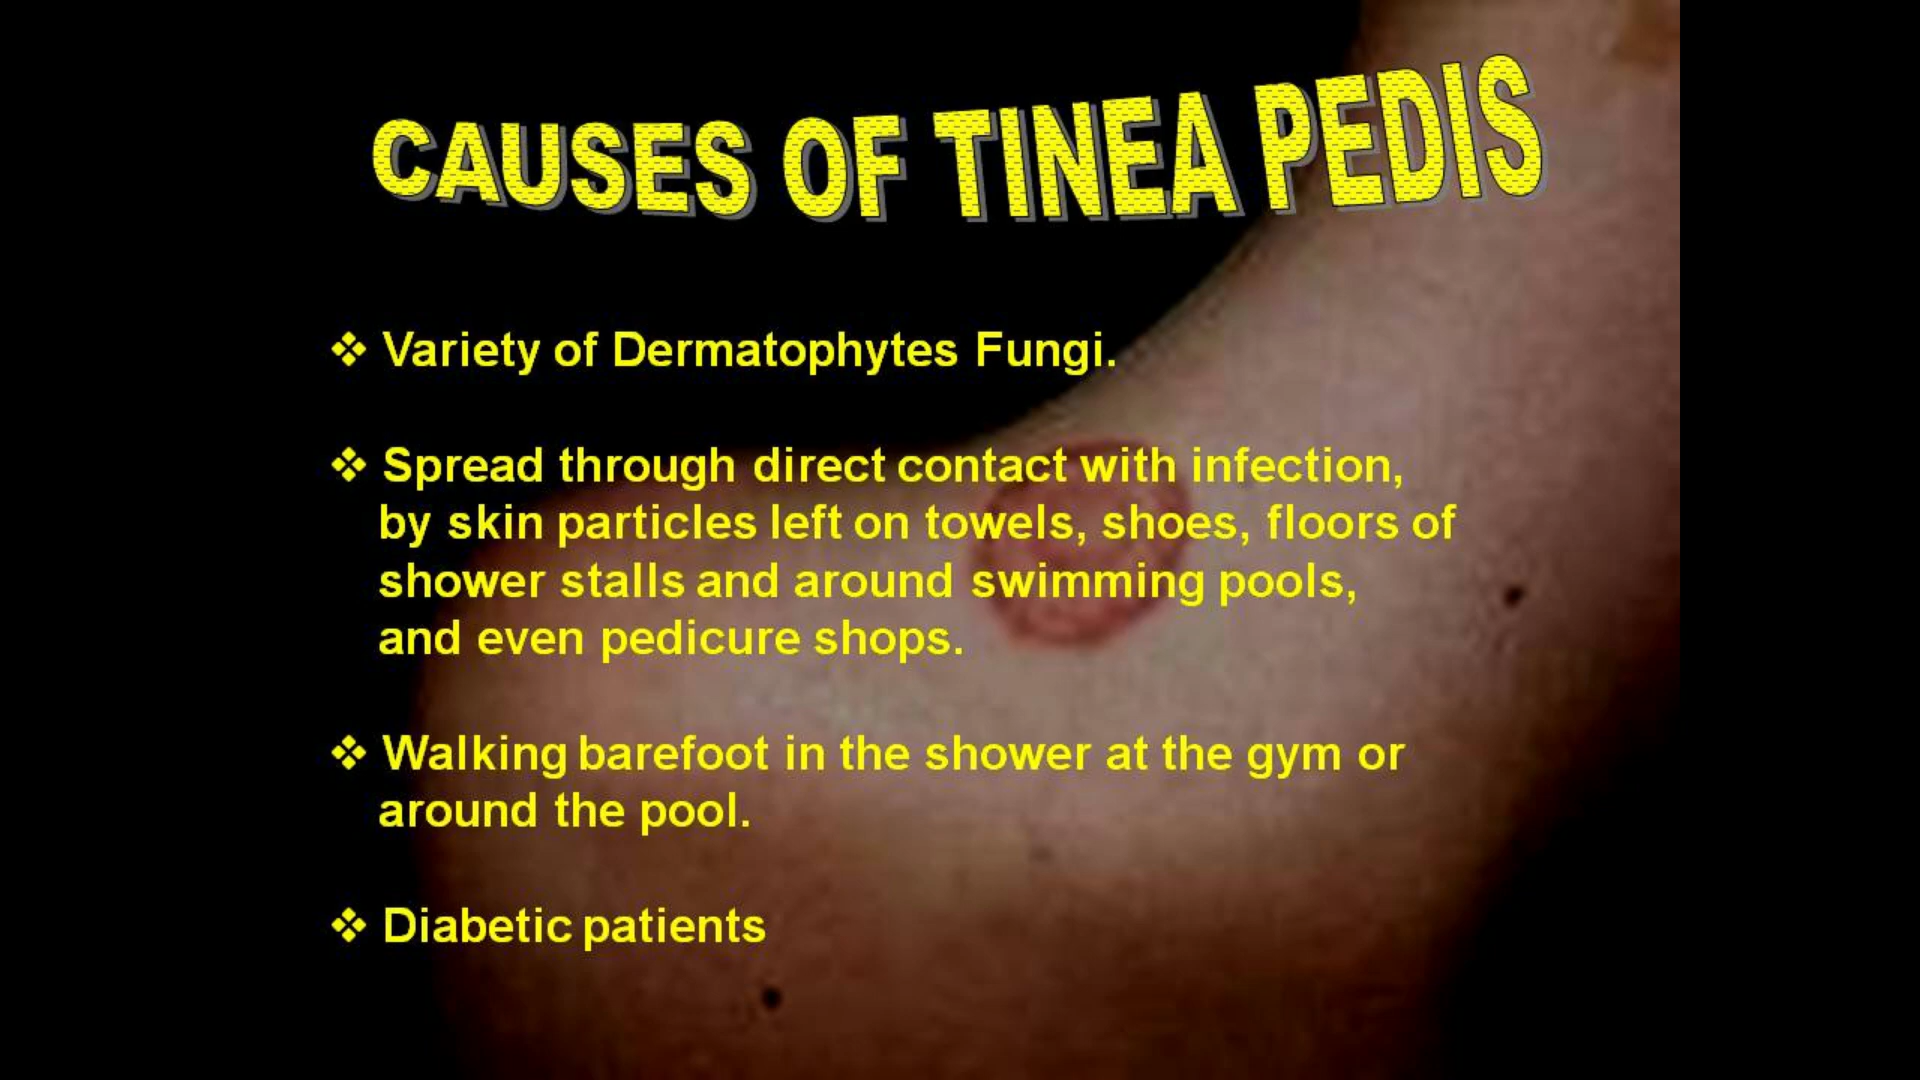 CAUSES OF TINEA PEDIS
❖ Variety of Dermatophytes Fungi.
❖ Spread through direct contact with infection,
by skin particles left on towels, shoes, floors of
shower stalls and around swimming pools,
and even pedicure shops.
❖ Walking barefoot in the shower at the gym or
around the pool.
❖ Diabetic patients